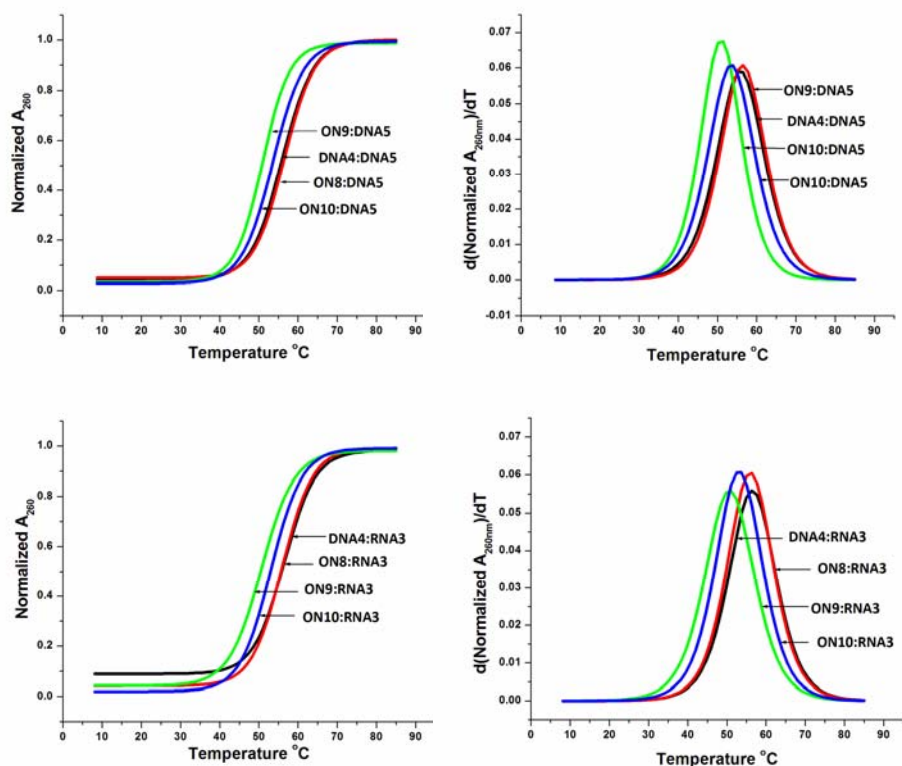 1.0
0.8
0.6
0.4
0.2
0.0
Normalized A260
ON9:DNA5
DNA4:DNA5
ON8:DNA5
ON10:DNA5
0 10 20 30 40 50 60 70 80 90
Temperature °C
0.07
0.06
0.05
0.04
0.03
0.02
0.01
0.00
-0.01
d(Normalized A260nm)/dT
ON9:DNA5
DNA4:DNA5
ON10:DNA5
ON10:DNA5
0 10 20 30 40 50 60 70 80 90
Temperature °C
1.0
0.8
0.6
0.4
0.2
0.0
Normalized A260
DNA4:RNA3
ON8:RNA3
ON9:RNA3
ON10:RNA3
0 10 20 30 40 50 60 70 80 90
Temperature °C
0.07
0.06
0.05
0.04
0.03
0.02
0.01
0.00
d(Normalized A260nm)/dT
DNA4:RNA3
ON8:RNA3
ON9:RNA3
ON10:RNA3
0 10 20 30 40 50 60 70 80 90
Temperature °C